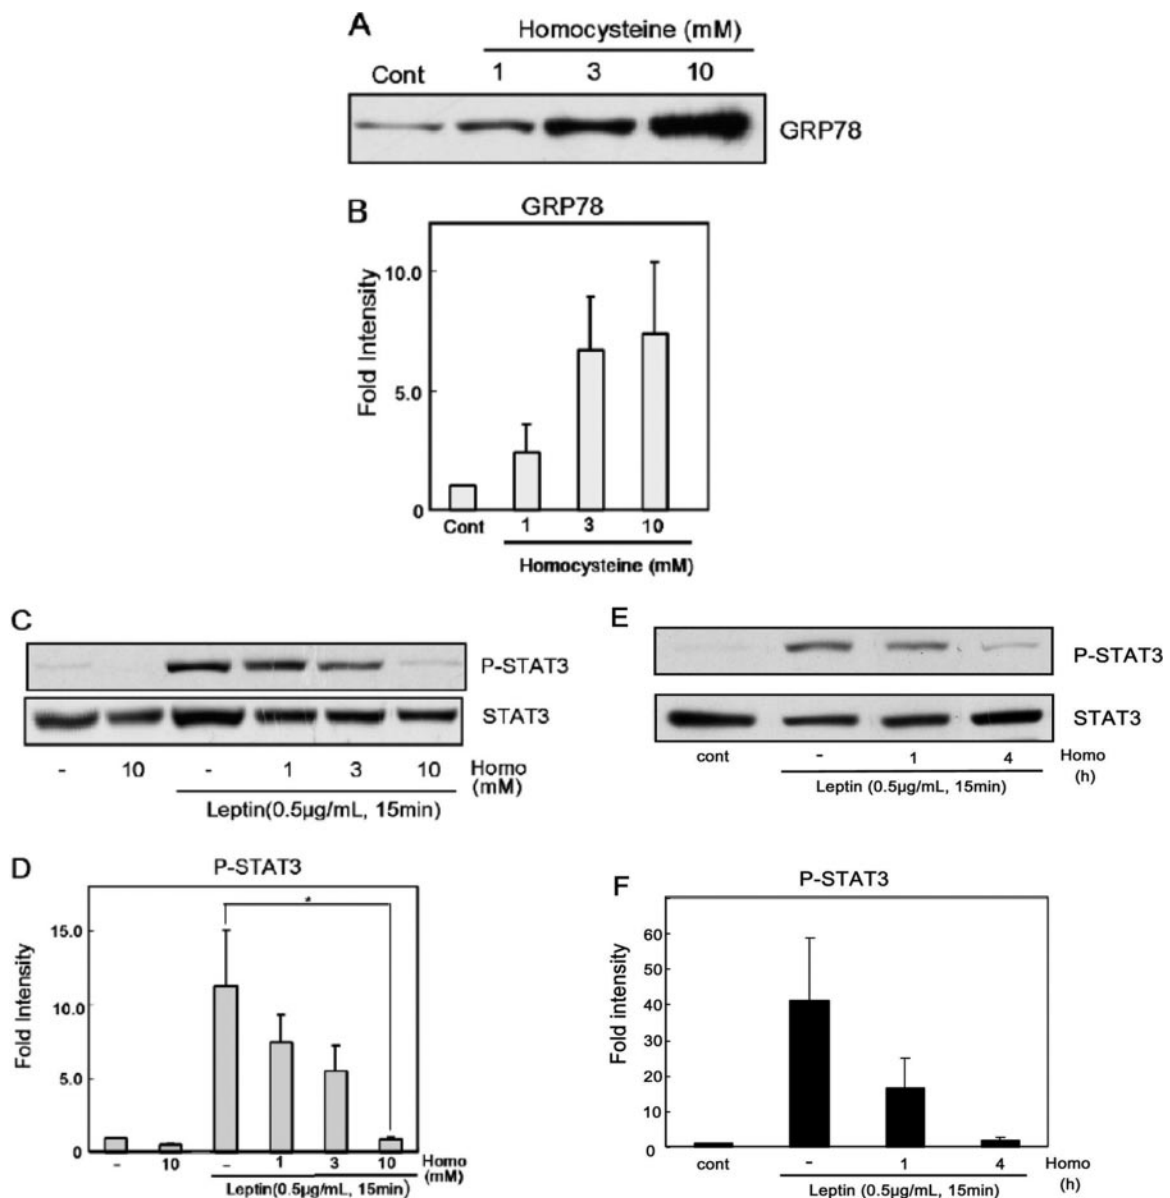 A
Homocysteine (mM)
Cont 1 3 10
GRP78
B
GRP78
Fold Intensity
10.0
5.0
0
Cont 1 3 10
Homocysteine (mM)
C
P-STAT3
STAT3
- 10 - 1 3 10 Homo
(mM)
Leptin(0.5µg/mL, 15min)
E
P-STAT3
STAT3
cont - 1 4 Homo
(h)
Leptin (0.5µg/mL, 15min)
D
P-STAT3
Fold Intensity
15.0
10.0
5.0
0
*
- 10 - 1 3 10 Homo
(mM)
Leptin(0.5µg/mL, 15min)
F
P-STAT3
Fold intensity
60
50
40
30
20
10
0
cont - 1 4 Homo
(h)
Leptin (0.5µg/mL, 15min)